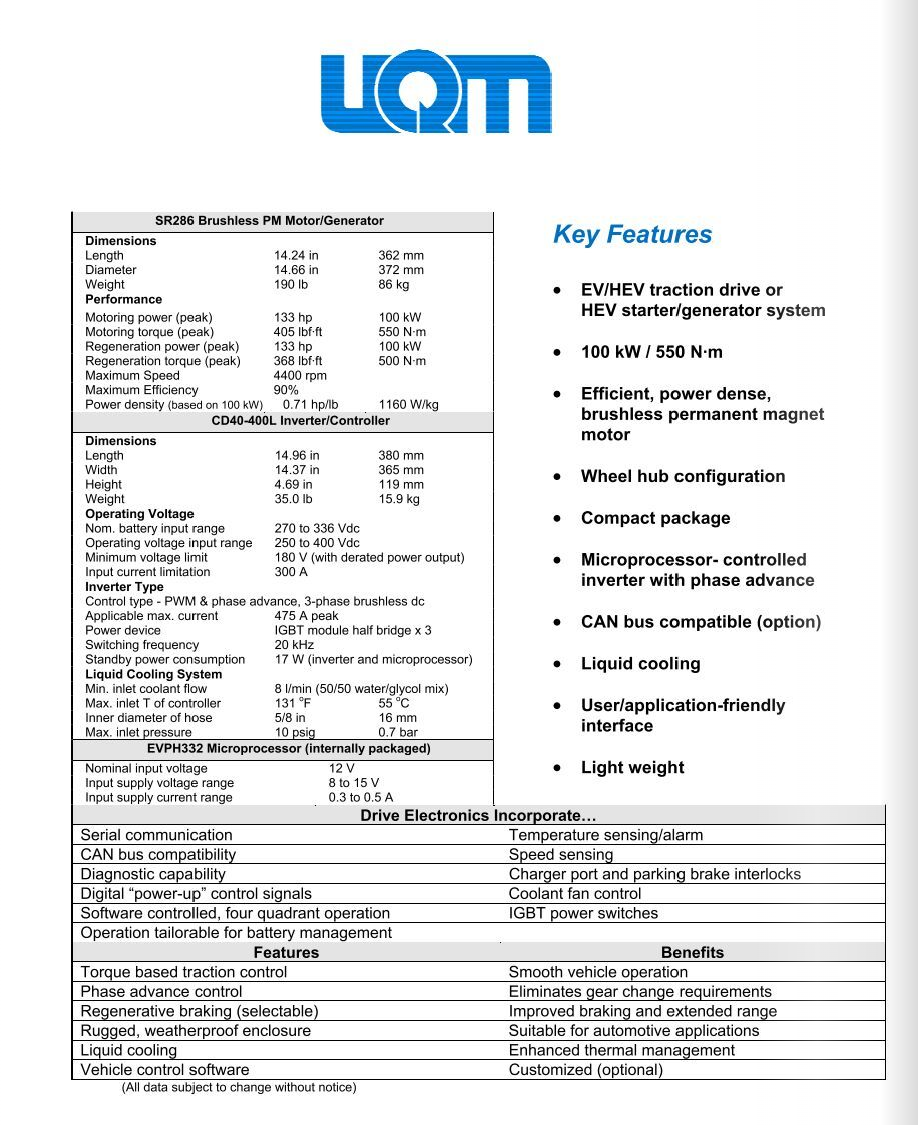 UQM
SR286 Brushless PM Motor/Generator
Dimensions
Length 14.24 in 362 mm
Diameter 14.66 in 372 mm
Weight 190 lb 86 kg
Performance
Motoring power (peak) 133 hp 100 kW
Motoring torque (peak) 405 lbf·ft 550 N·m
Regeneration power (peak) 133 hp 100 kW
Regeneration torque (peak) 368 lbf·ft 500 N·m
Maximum Speed 4400 rpm
Maximum Efficiency 90%
Power density (based on 100 kW) 0.71 hp/lb 1160 W/kg
CD40-400L Inverter/Controller
Dimensions
Length 14.96 in 380 mm
Width 14.37 in 365 mm
Height 4.69 in 119 mm
Weight 35.0 lb 15.9 kg
Operating Voltage
Nom. battery input range 270 to 336 Vdc
Operating voltage input range 250 to 400 Vdc
Minimum voltage limit 180 V (with derated power output)
Input current limitation 300 A
Inverter Type
Control type - PWM & phase advance, 3-phase brushless dc
Applicable max. current 475 A peak
Power device IGBT module half bridge x 3
Switching frequency 20 kHz
Standby power consumption 17 W (inverter and microprocessor)
Liquid Cooling System
Min. inlet coolant flow 8 l/min (50/50 water/glycol mix)
Max. inlet T of controller 131 °F 55 °C
Inner diameter of hose 5/8 in 16 mm
Max. inlet pressure 10 psig 0.7 bar
EVPH332 Microprocessor (internally packaged)
Nominal input voltage 12 V
Input supply voltage range 8 to 15 V
Input supply current range 0.3 to 0.5 A
Key Features
• EV/HEV traction drive or
HEV starter/generator system
• 100 kW / 550 N·m
• Efficient, power dense,
brushless permanent magnet
motor
• Wheel hub configuration
• Compact package
• Microprocessor- controlled
inverter with phase advance
• CAN bus compatible (option)
• Liquid cooling
• User/application-friendly
interface
• Light weight
Drive Electronics Incorporate…
Serial communication Temperature sensing/alarm
CAN bus compatibility Speed sensing
Diagnostic capability Charger port and parking brake interlocks
Digital “power-up” control signals Coolant fan control
Software controlled, four quadrant operation IGBT power switches
Operation tailorable for battery management
Features Benefits
Torque based traction control Smooth vehicle operation
Phase advance control Eliminates gear change requirements
Regenerative braking (selectable) Improved braking and extended range
Rugged, weatherproof enclosure Suitable for automotive applications
Liquid cooling Enhanced thermal management
Vehicle control software Customized (optional)
(All data subject to change without notice)